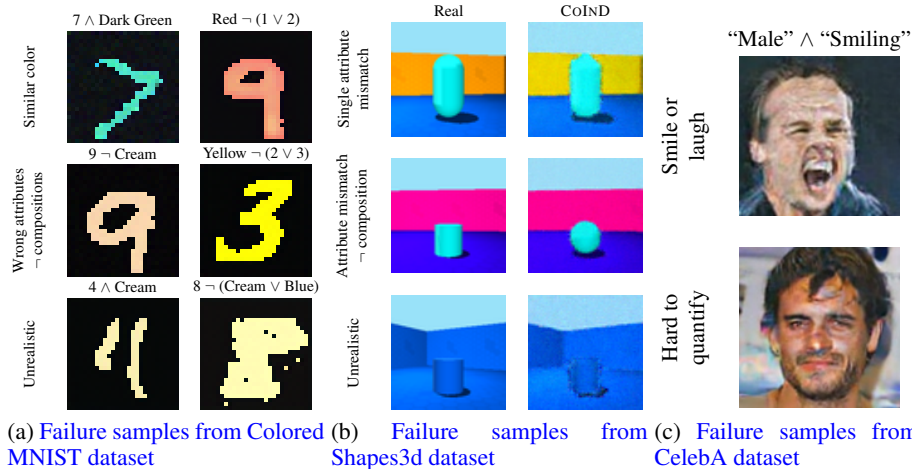 7 ∧ Dark Green
Red ¬ (1 ∨ 2)
Similar color
9 ¬ Cream
Yellow ¬ (2 ∨ 3)
Wrong attributes
¬ compositions
4 ∧ Cream
8 ¬ (Cream ∨ Blue)
Unrealistic
(a) Failure samples from Colored
MNIST dataset
Real
COIND
Single attribute
mismatch
Attribute mismatch
¬ composition
Unrealistic
(b) Failure samples from
Shapes3d dataset
“Male” ∧ “Smiling”
Smile or
laugh
Hard to
quantify
(c) Failure samples from
CelebA dataset